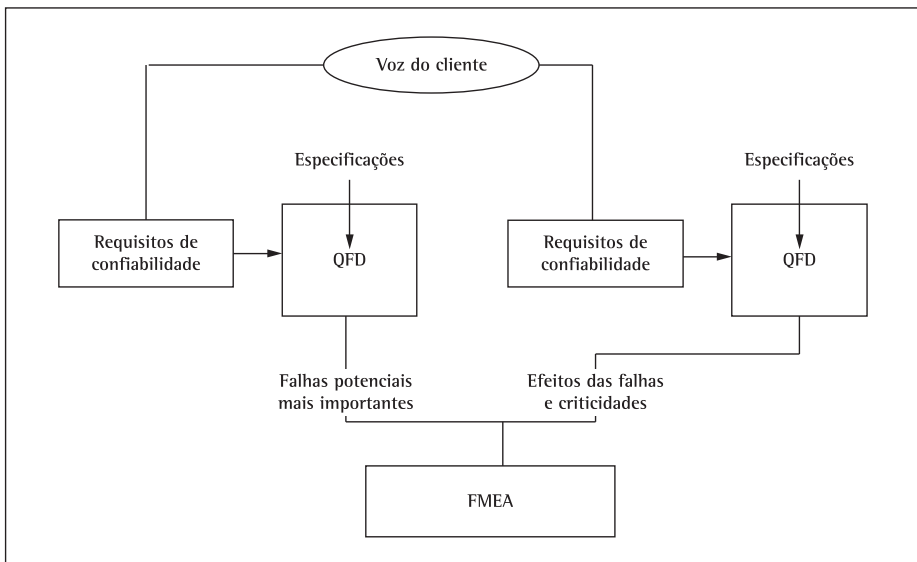 Voz do cliente
Especificações
Especificações
Requisitos de
confiabilidade
QFD
Requisitos de
confiabilidade
QFD
Falhas potenciais
mais importantes
Efeitos das falhas
e criticidades
FMEA